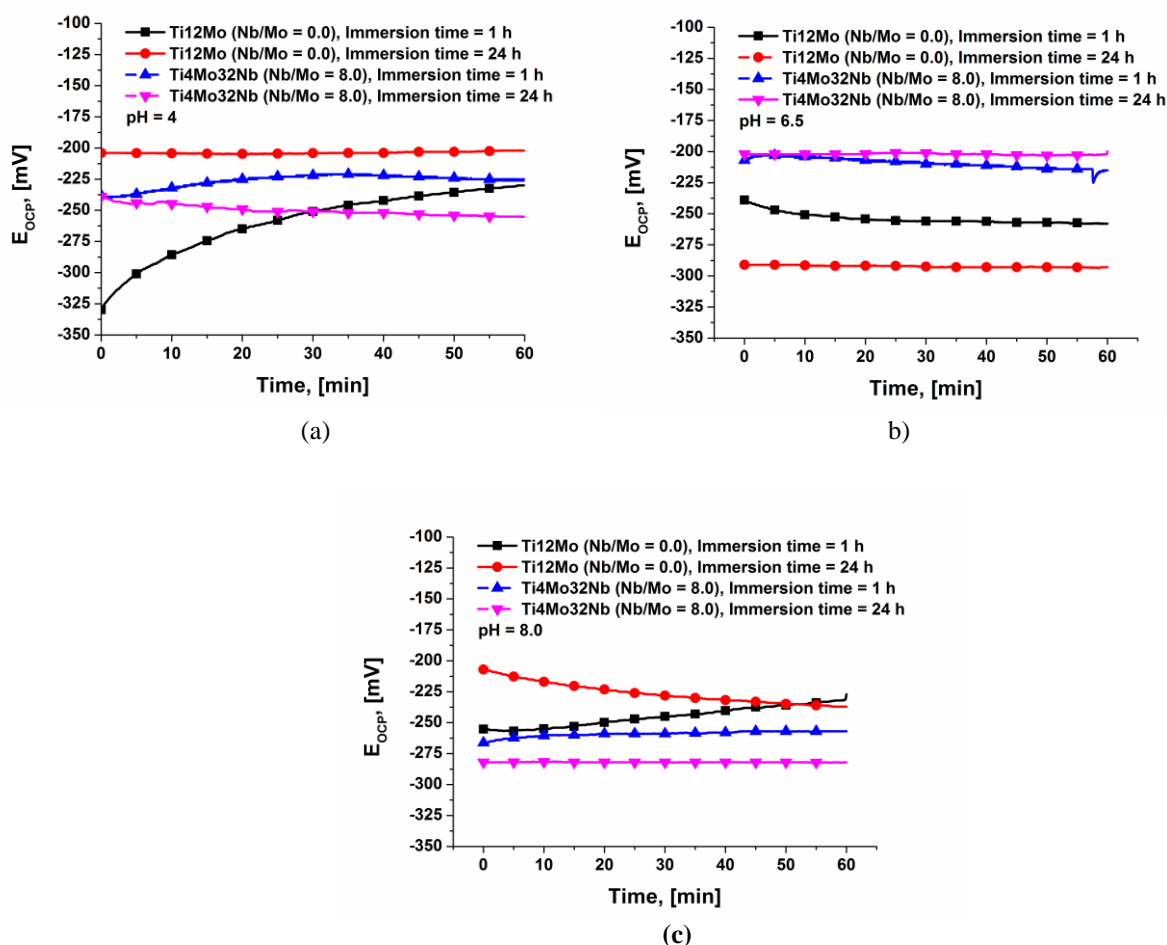 -100
-125
-150
-175
-200
-225
-250
-275
-300
-325
-350
E_OCP, [mV]
Ti12Mo (Nb/Mo = 0.0), Immersion time = 1 h
Ti12Mo (Nb/Mo = 0.0), Immersion time = 24 h
Ti4Mo32Nb (Nb/Mo = 8.0), Immersion time = 1 h
Ti4Mo32Nb (Nb/Mo = 8.0), Immersion time = 24 h
pH = 4
0 10 20 30 40 50 60
Time, [min]
(a)
-100
-125
-150
-175
-200
-225
-250
-275
-300
-325
-350
E_OCP, [mV]
Ti12Mo (Nb/Mo = 0.0), Immersion time = 1 h
Ti12Mo (Nb/Mo = 0.0), Immersion time = 24 h
Ti4Mo32Nb (Nb/Mo = 8.0), Immersion time = 1 h
Ti4Mo32Nb (Nb/Mo = 8.0), Immersion time = 24 h
pH = 6.5
0 10 20 30 40 50 60
Time, [min]
b)
-100
-125
-150
-175
-200
-225
-250
-275
-300
-325
-350
E_OCP, [mV]
Ti12Mo (Nb/Mo = 0.0), Immersion time = 1 h
Ti12Mo (Nb/Mo = 0.0), Immersion time = 24 h
Ti4Mo32Nb (Nb/Mo = 8.0), Immersion time = 1 h
Ti4Mo32Nb (Nb/Mo = 8.0), Immersion time = 24 h
pH = 8.0
0 10 20 30 40 50 60
Time, [min]
(c)